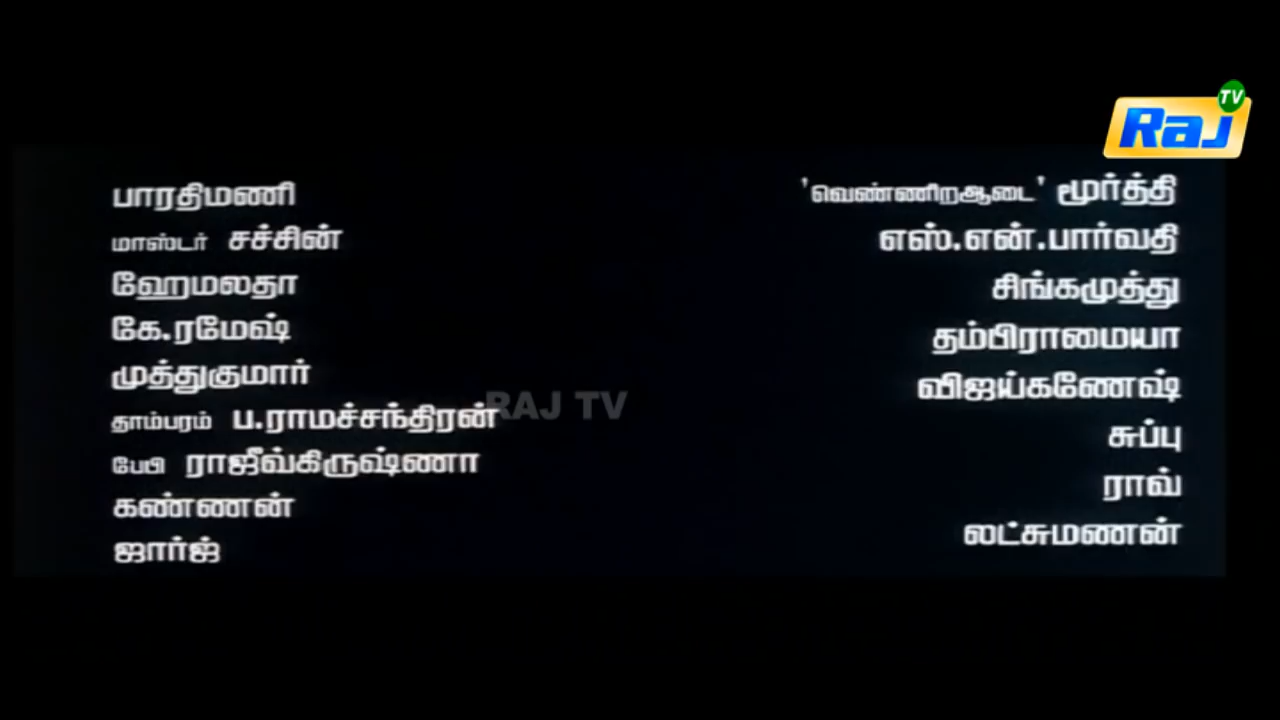 Raj TV
பாரதிமணி
மாஸ்டர் சச்சின்
ஹேமலதா
கே.ரமேஷ்
முத்துகுமார்
தாம்பரம் ப.ராமச்சந்திரன்
பேபி ராஜீவ்கிருஷ்ணா
கண்ணன்
ஜார்ஜ்
'வெண்ணிறஆடை' மூர்த்தி
எஸ்.என்.பார்வதி
சிங்கமுத்து
தம்பிராமையா
விஜய்கணேஷ்
சுப்பு
ராவ்
லட்சுமணன்
RAJ TV